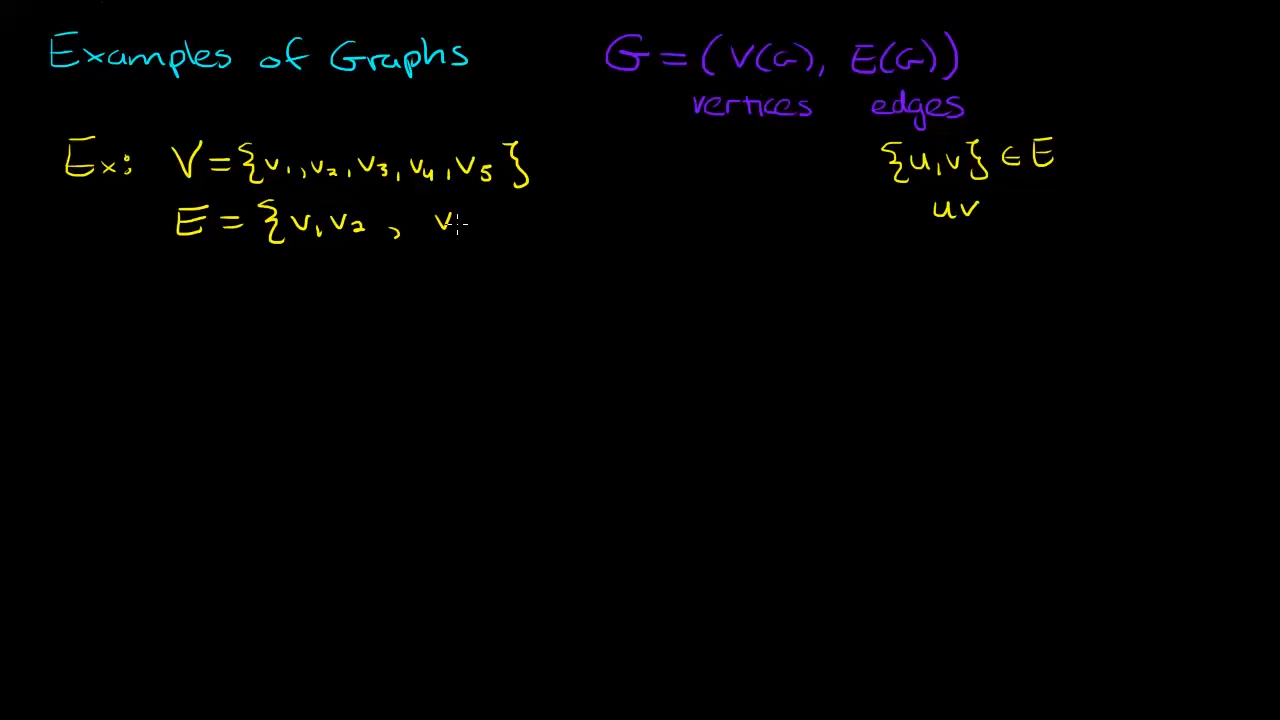 Examples of Graphs
G = (V(G), E(G))
vertices edges
Ex: V = {v₁, v₂, v₃, v₄, v₅}
{u,v} ∈ E
E = {v₁v₂ , v
uv